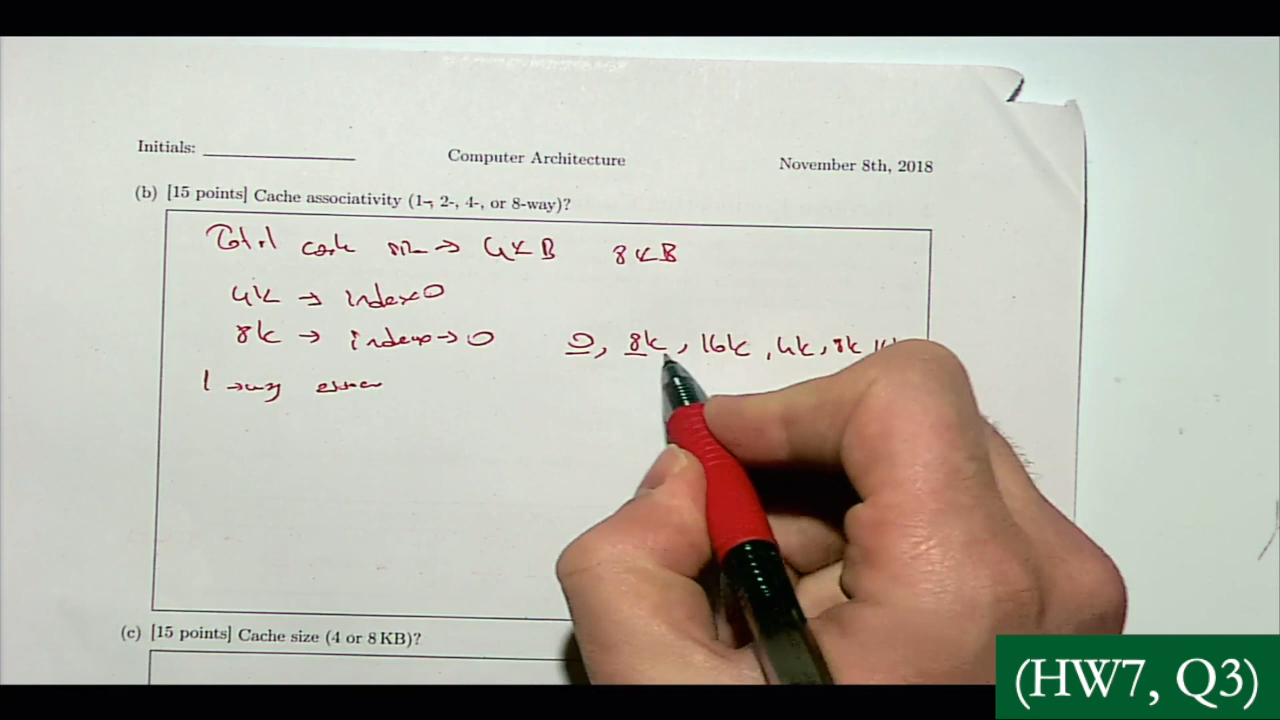 Initials: ____________ Computer Architecture November 8th, 2018
(b) [15 points] Cache associativity (1-, 2-, 4-, or 8-way)?
Total cache size → 4KB 8KB
4k → index 0
8k → index → 0 0, 8k, 16k, 4k, 8k,
1 → way
(c) [15 points] Cache size (4 or 8 KB)?
(HW7, Q3)